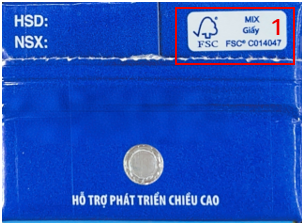 HSD:
NSX:
MIX
Giấy
FSC
FSC® C014047
1
HỖ TRỢ PHÁT TRIỂN CHIỀU CAO